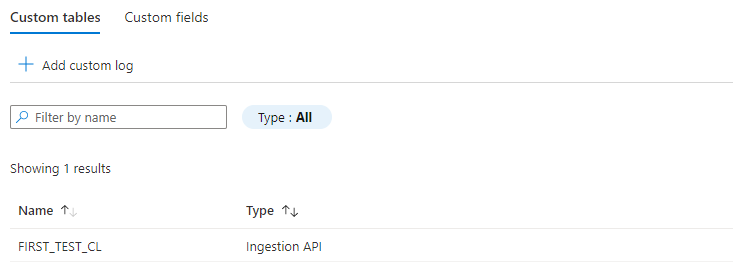 Custom tables Custom fields
Add custom log
Filter by name Type : All
Showing 1 results
Name Type
FIRST_TEST_CL Ingestion API